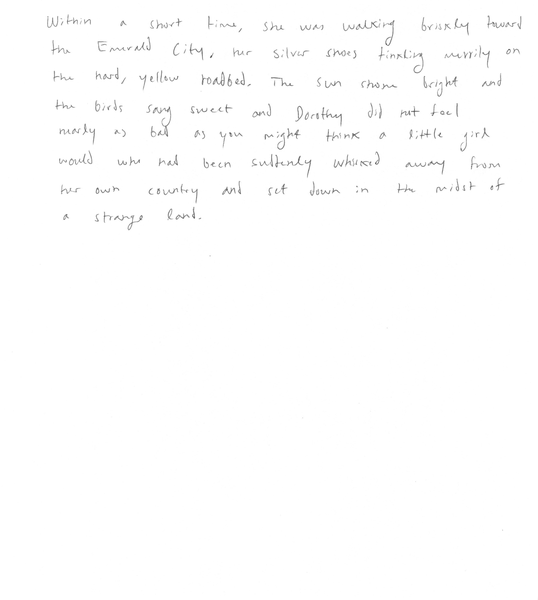 Within a short time, she was walking briskly toward
the Emerald City, her silver shoes tinkling merrily on
the hard, yellow roadbed. The sun shone bright and
the birds sang sweet and Dorothy did not feel
nearly as bad as you might think a little girl
would who had been suddenly whisked away from
her own country and set down in the midst of
a strange land.